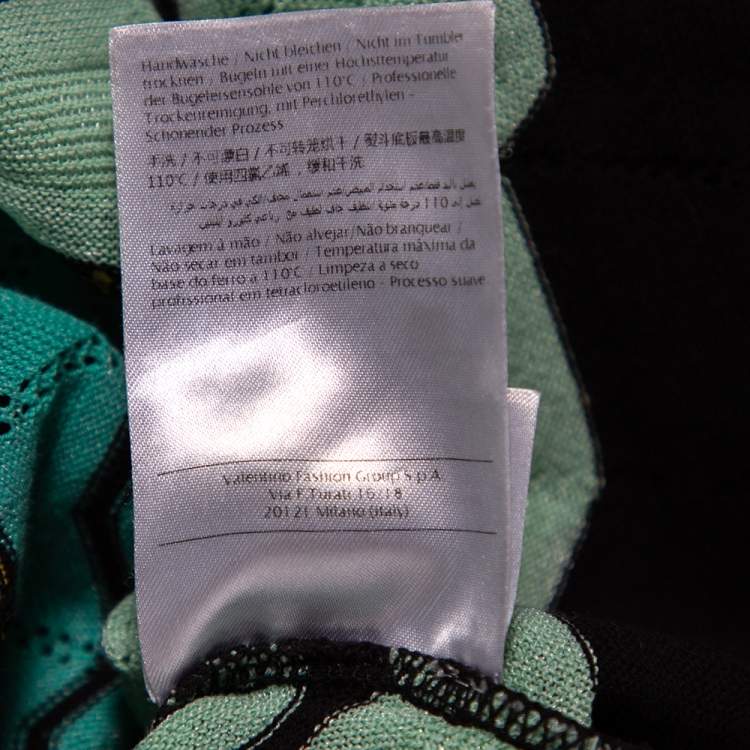 Handwäsche / Nicht bleichen / Nicht im Tumbler
trocknen / Bügeln mit einer Höchsttemperatur
der Bügeleisensohle von 110°C / Professionelle
Trockenreinigung, mit Perchlorethylen -
Schonender Prozess
手洗 / 不可漂白 / 不可转笼烘干 / 熨斗底板最高温度
110°C / 使用四氯乙烯，缓和干洗
Lavagem à mão / Não alvejar/Não branquear /
Não secar em tambor / Temperatura máxima da
base do ferro a 110°C / Limpeza a seco
profissional em tetracloroetileno - Processo suave
Valentino Fashion Group S.p.A.
Via F. Turati 16/18
20121 Milano (Italy)